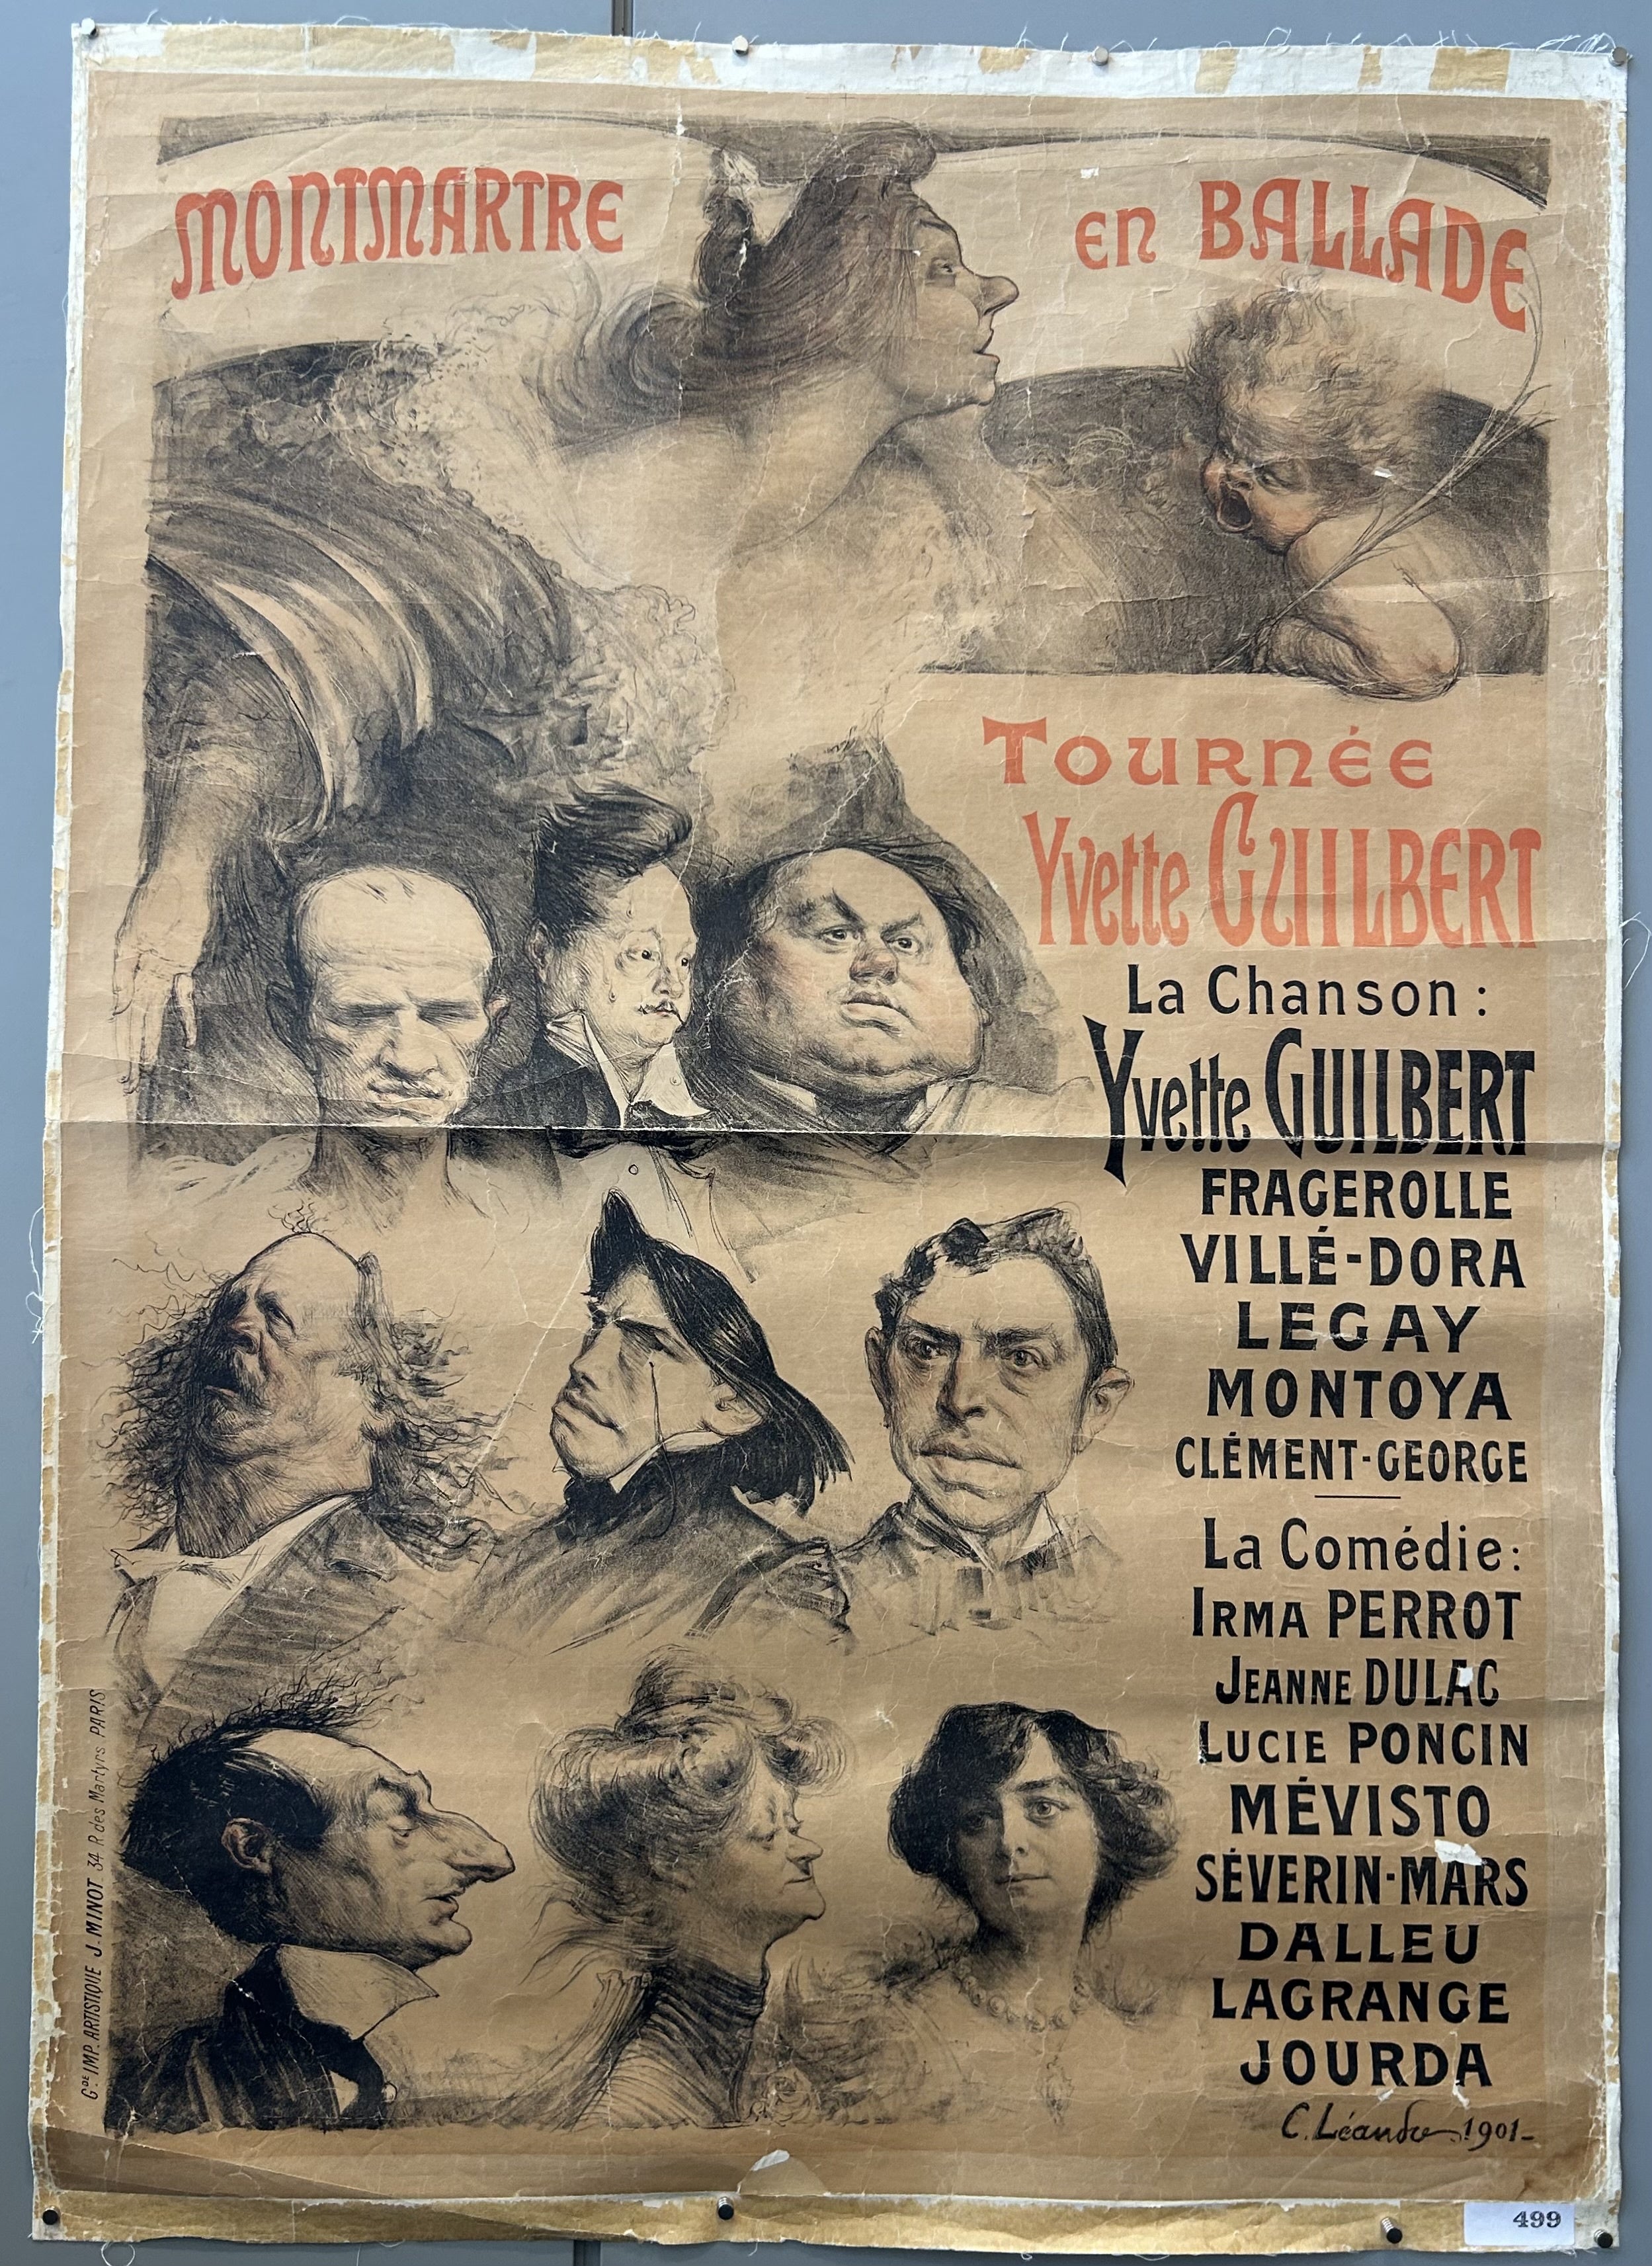 MONTMARTRE en BALLADE
TOURNÉE
Yvette GUILBERT
La Chanson :
Yvette GUILBERT
FRAGEROLLE
VILLÉ-DORA
LEGAY
MONTOYA
CLÉMENT-GEORGE
La Comédie :
IRMA PERROT
JEANNE DULAC
LUCIE PONCIN
MÉVISTO
SÉVERIN-MARS
DALLEU
LAGRANGE
JOURDA
C. Léandre 1901-
Gde IMP. ARTISTIQUE J. MINOT 34 R. des Martyrs PARIS
499